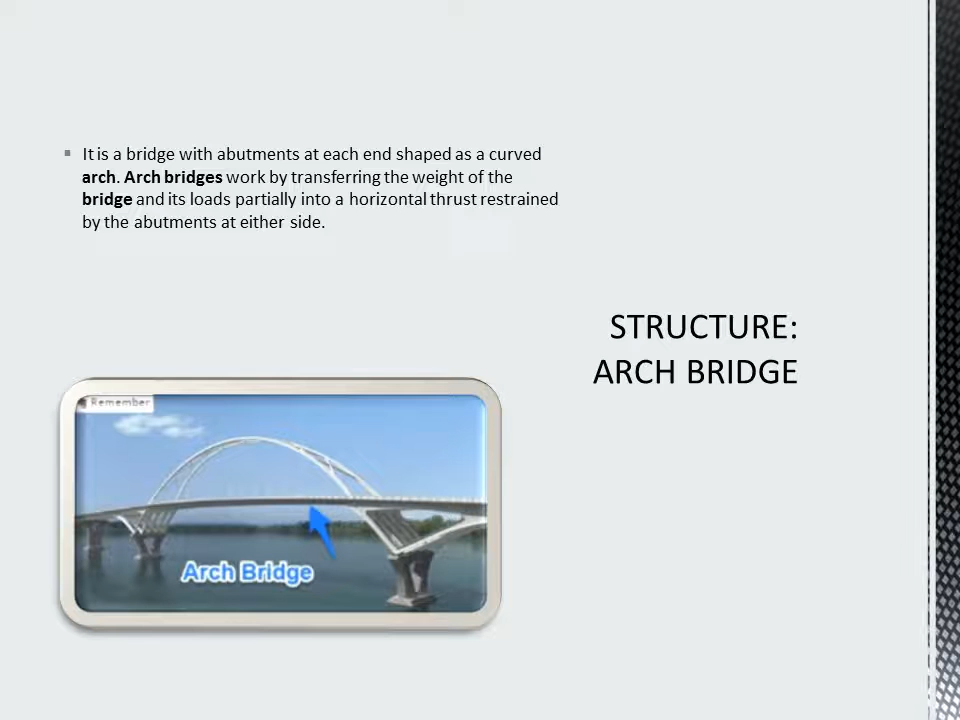 It is a bridge with abutments at each end shaped as a curved
arch. Arch bridges work by transferring the weight of the
bridge and its loads partially into a horizontal thrust restrained
by the abutments at either side.
STRUCTURE:
ARCH BRIDGE
Remember
Arch Bridge